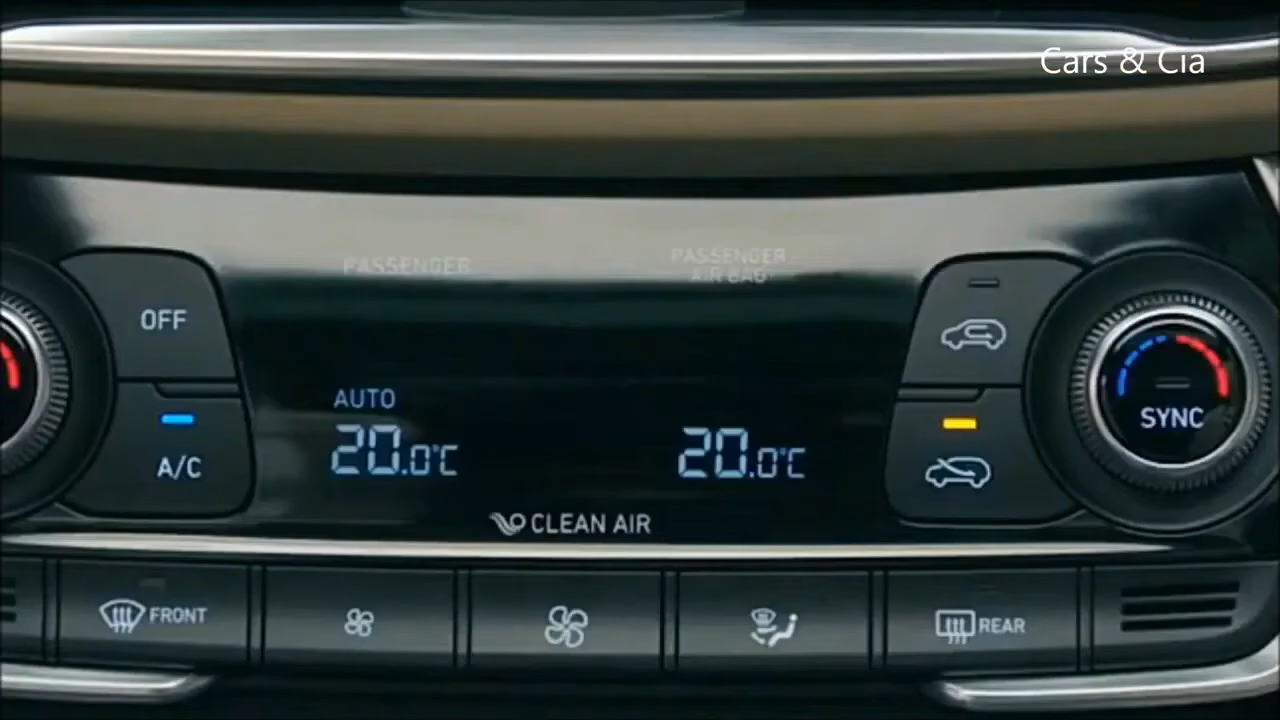 Cars & Cia
PASSENGER
PASSENGER
AIR BAG
OFF
AUTO
20.0°C
20.0°C
A/C
SYNC
CLEAN AIR
FRONT
REAR